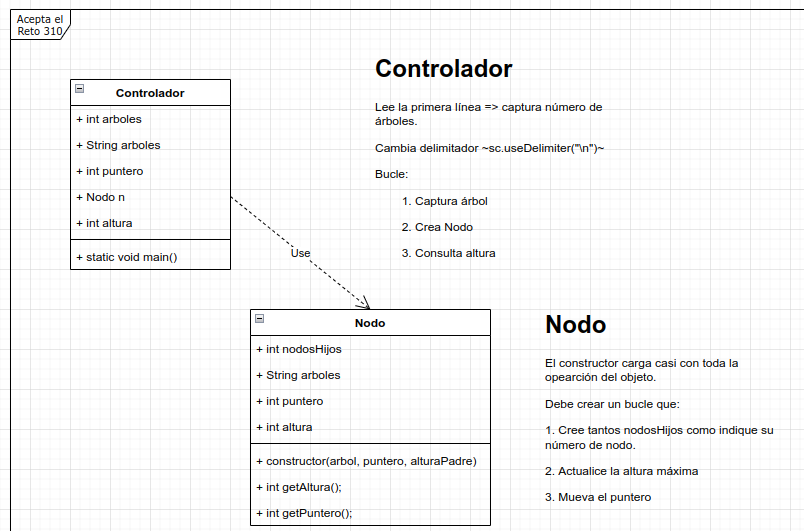 Acepta el
Reto 310
Controlador
+ int arboles
+ String arboles
+ int puntero
+ Nodo n
+ int altura
+ static void main()
Controlador
Lee la primera línea => captura número de
árboles.
Cambia delimitador ~sc.useDelimiter("\n")~
Bucle:
1. Captura árbol
2. Crea Nodo
3. Consulta altura
Use
Nodo
+ int nodosHijos
+ String arboles
+ int puntero
+ int altura
+ constructor(arbol, puntero, alturaPadre)
+ int getAltura();
+ int getPuntero();
Nodo
El constructor carga casi con toda la
opearción del objeto.
Debe crear un bucle que:
1. Cree tantos nodosHijos como indique su
número de nodo.
2. Actualice la altura máxima
3. Mueva el puntero